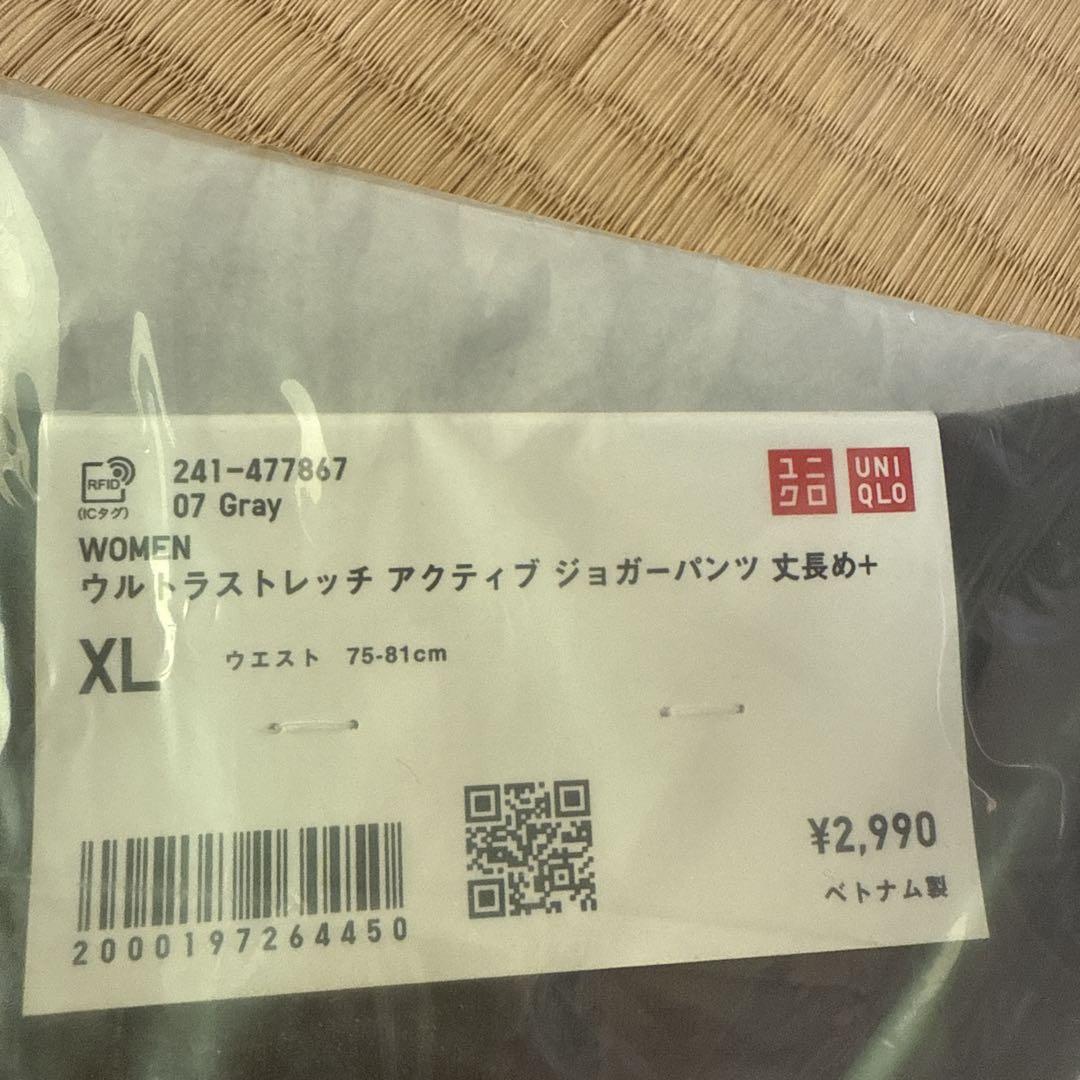 RFID
(ICタグ)
241-477867
07 Gray
ユニ
クロ
UNI
QLO
WOMEN
ウルトラストレッチ アクティブ ジョガーパンツ 丈長め+
XL ウエスト 75-81cm
¥2,990
ベトナム製
2000197264450